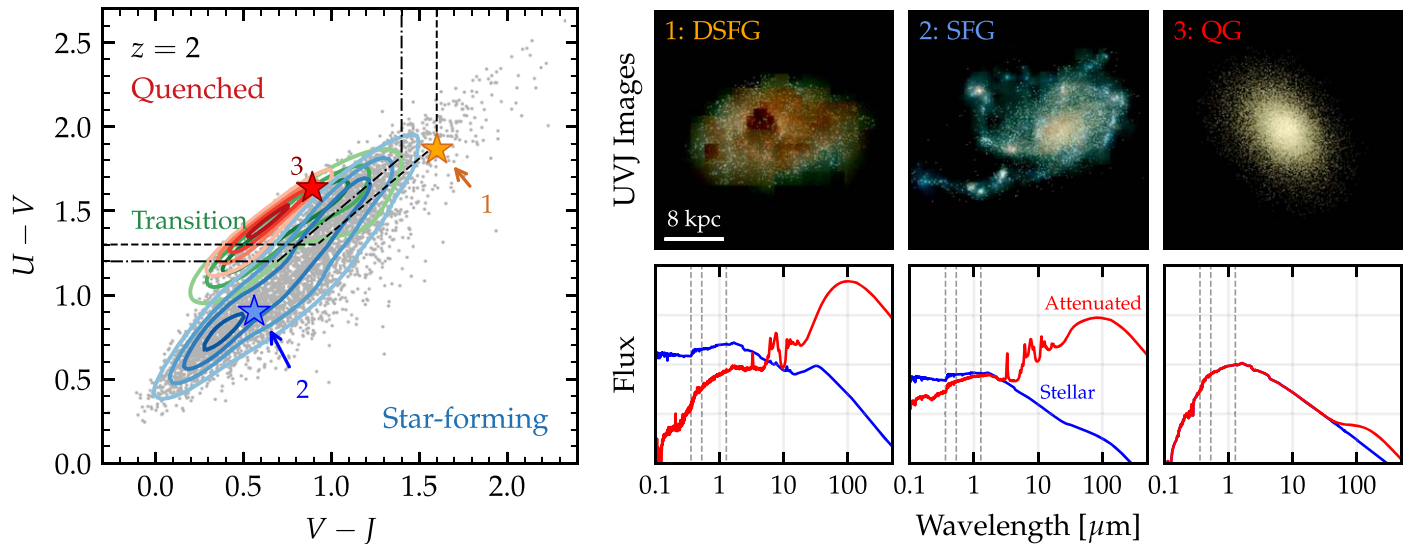 z = 2
Quenched
Transition
Star-forming
3
1
2
2.5
2.0
1.5
1.0
0.5
0.0
U − V
0.0 0.5 1.0 1.5 2.0
V − J
UVJ Images
1: DSFG
8 kpc
2: SFG
3: QG
Flux
Attenuated
Stellar
0.1 1 10 100
0.1 1 10 100
0.1 1 10 100
Wavelength [μm]